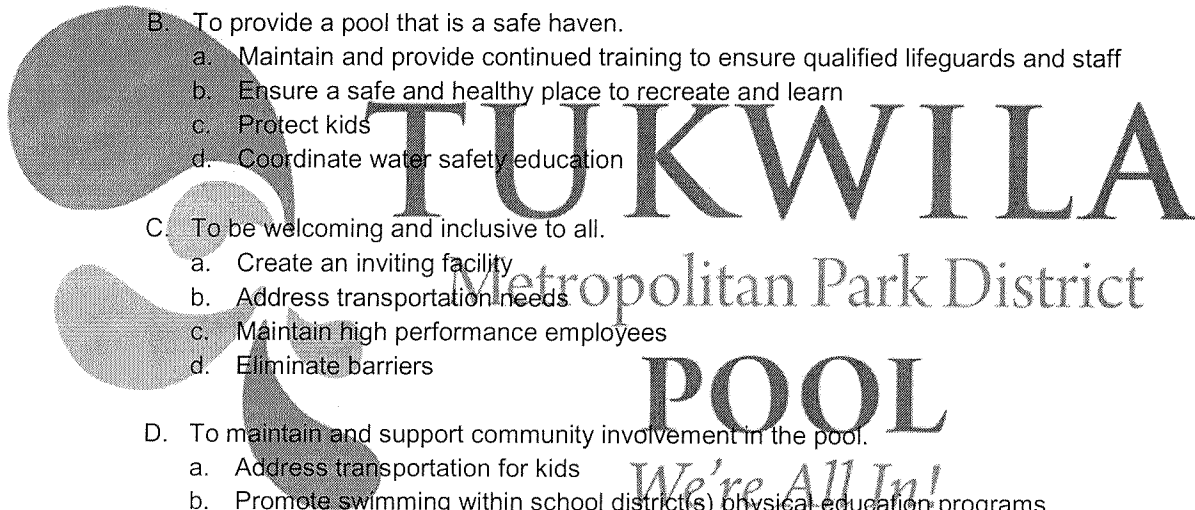 B. To provide a pool that is a safe haven.
a. Maintain and provide continued training to ensure qualified lifeguards and staff
b. Ensure a safe and healthy place to recreate and learn
c. Protect kids
d. Coordinate water safety education
TUKWILA
C. To be welcoming and inclusive to all.
a. Create an inviting facility
Metropolitan Park District
b. Address transportation needs
c. Maintain high performance employees
d. Eliminate barriers
POOL
D. To maintain and support community involvement in the pool.
a. Address transportation for kids
We're All In!
b. Promote swimming within school district(s) physical education programs